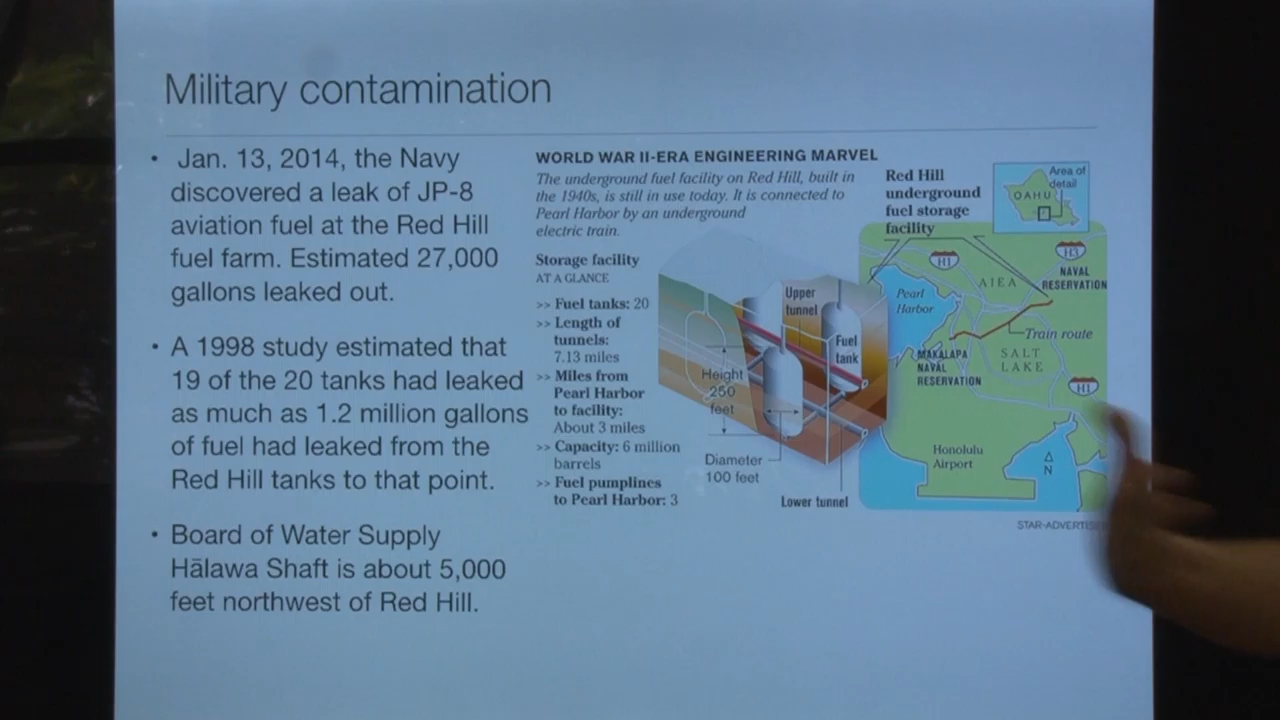 Military contamination
• Jan. 13, 2014, the Navy
discovered a leak of JP-8
aviation fuel at the Red Hill
fuel farm. Estimated 27,000
gallons leaked out.
• A 1998 study estimated that
19 of the 20 tanks had leaked
as much as 1.2 million gallons
of fuel had leaked from the
Red Hill tanks to that point.
• Board of Water Supply
Hālawa Shaft is about 5,000
feet northwest of Red Hill.
WORLD WAR II-ERA ENGINEERING MARVEL
The underground fuel facility on Red Hill, built in
the 1940s, is still in use today. It is connected to
Pearl Harbor by an underground
electric train.
Storage facility
AT A GLANCE
>> Fuel tanks: 20
>> Length of
tunnels:
7.13 miles
>> Miles from
Pearl Harbor
to facility:
About 3 miles
>> Capacity: 6 million
barrels
>> Fuel pumplines
to Pearl Harbor: 3
Upper
tunnel
Fuel
tank
Height
250
feet
Diameter
100 feet
Lower tunnel
Red Hill
underground
fuel storage
facility
Area of
detail
OAHU
H1
H3
NAVAL
RESERVATION
AIEA
Pearl
Harbor
Train route
MAKALAPA
NAVAL
RESERVATION
SALT
LAKE
H1
Honolulu
Airport
N
STAR-ADVERTISE